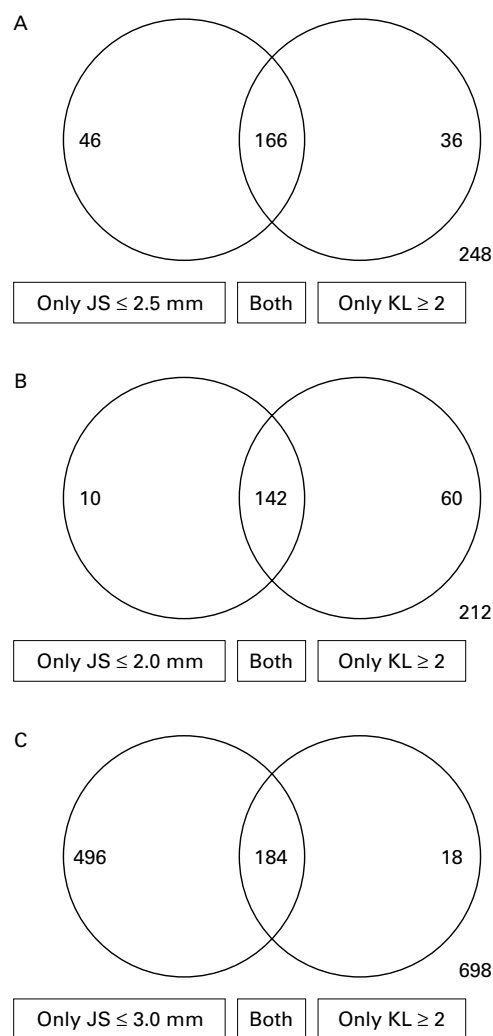 A
46 166 36
248
Only JS ≤ 2.5 mm Both Only KL ≥ 2
B
10 142 60
212
Only JS ≤ 2.0 mm Both Only KL ≥ 2
C
496 184 18
698
Only JS ≤ 3.0 mm Both Only KL ≥ 2